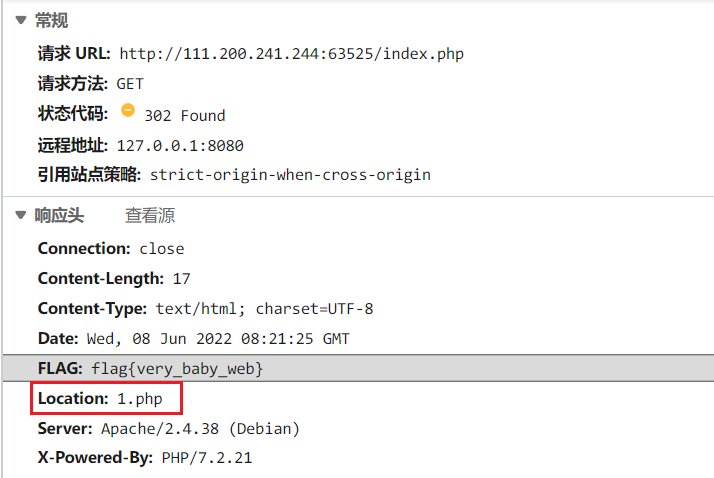 常规
请求 URL: http://111.200.241.244:63525/index.php
请求方法: GET
状态代码: 302 Found
远程地址: 127.0.0.1:8080
引用站点策略: strict-origin-when-cross-origin
响应头 查看源
Connection: close
Content-Length: 17
Content-Type: text/html; charset=UTF-8
Date: Wed, 08 Jun 2022 08:21:25 GMT
FLAG: flag{very_baby_web}
Location: 1.php
Server: Apache/2.4.38 (Debian)
X-Powered-By: PHP/7.2.21